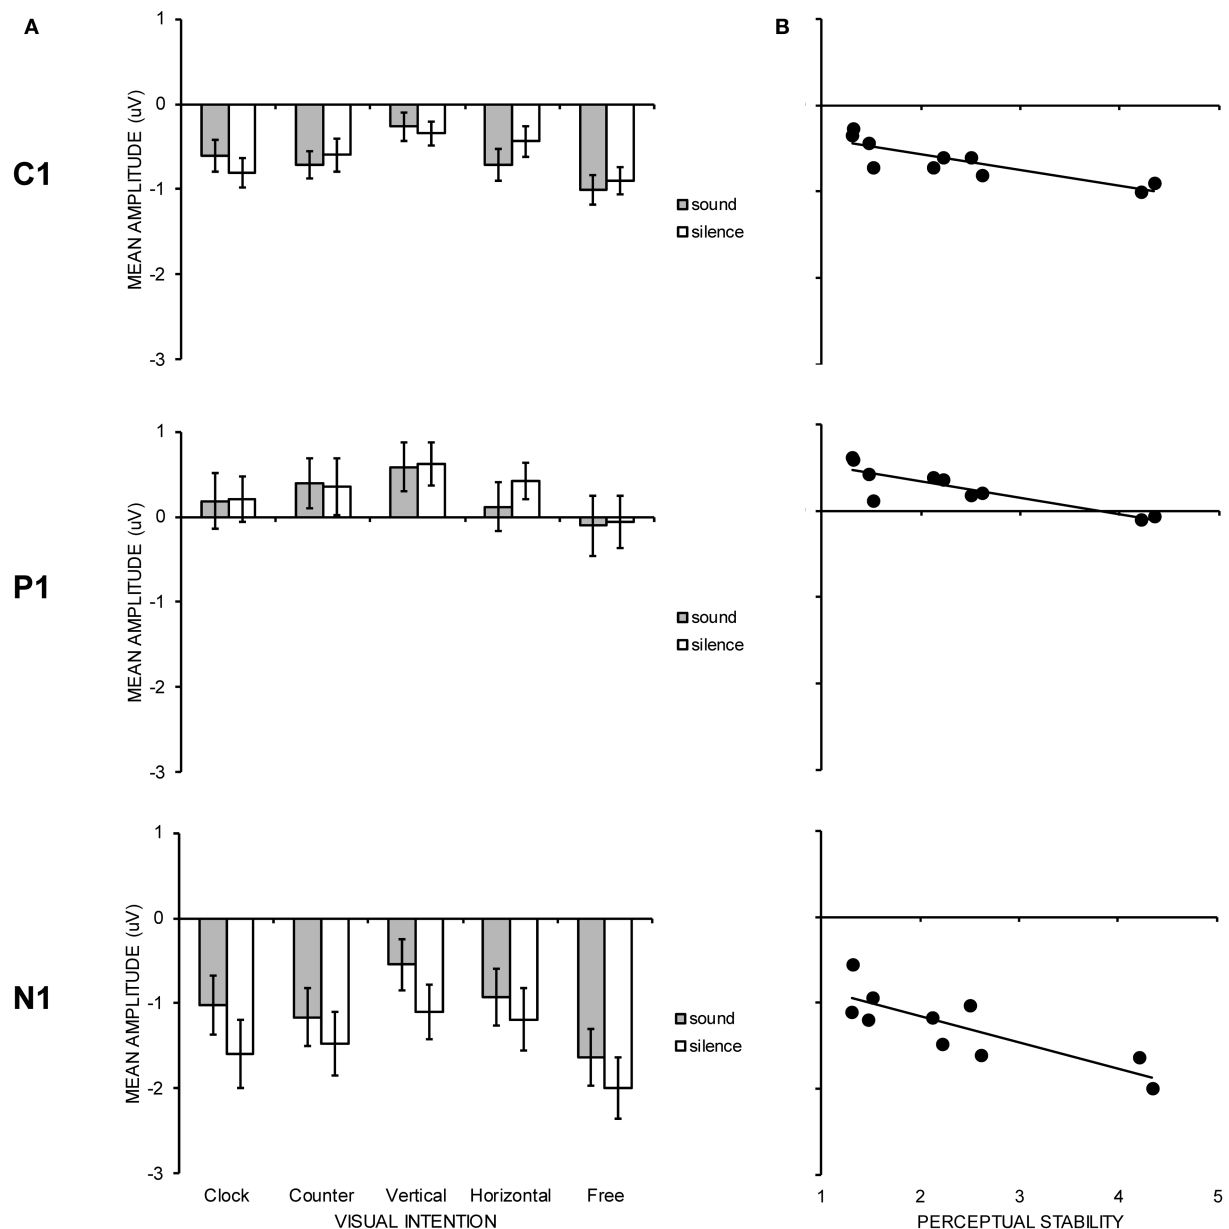 A
B
C1
MEAN AMPLITUDE (uV)
1
0
-1
-2
-3
sound
silence
P1
MEAN AMPLITUDE (uV)
1
0
-1
-2
-3
sound
silence
N1
MEAN AMPLITUDE (uV)
1
0
-1
-2
-3
sound
silence
Clock Counter Vertical Horizontal Free
VISUAL INTENTION
1 2 3 4 5
PERCEPTUAL STABILITY